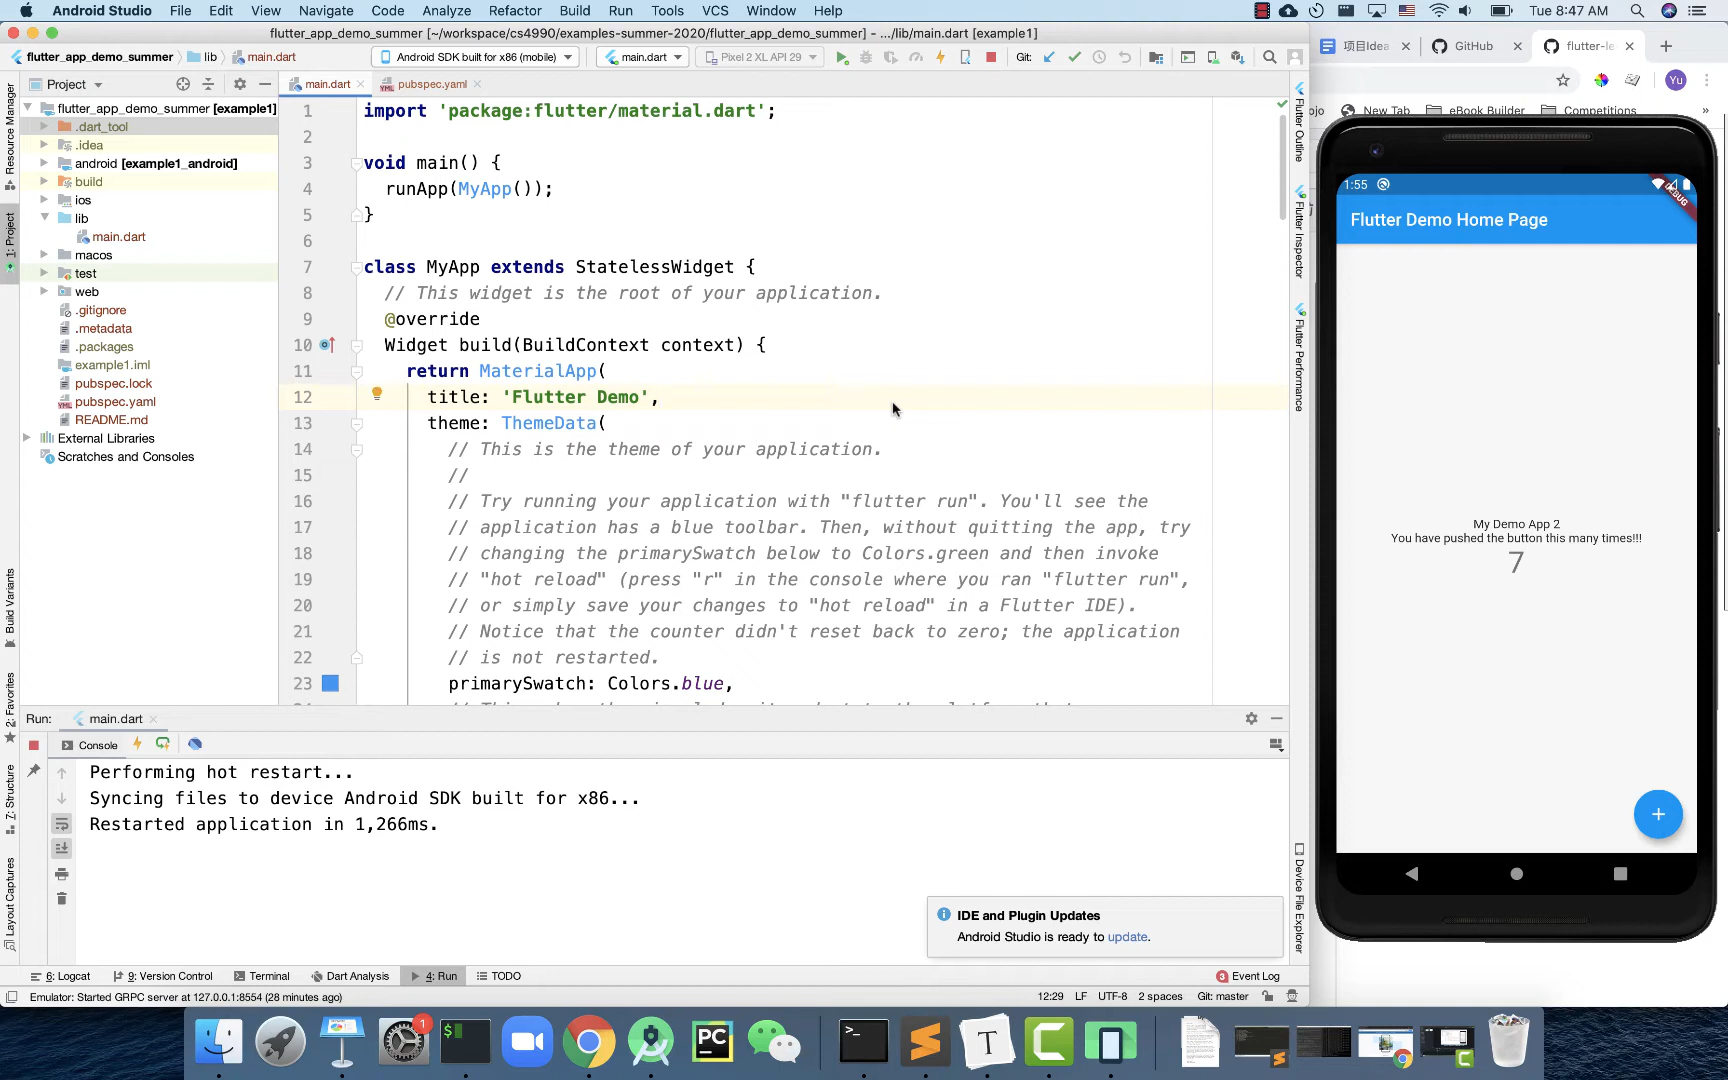 Android Studio File Edit View Navigate Code Analyze Refactor Build Run Tools VCS Window Help
Tue 8:47 AM
flutter_app_demo_summer [~/workspace/cs4990/examples-summer-2020/flutter_app_demo_summer] - .../lib/main.dart [example1]
flutter_app_demo_summer lib main.dart Android SDK built for x86 (mobile) main.dart Pixel 2 XL API 29 Git:
项目Idea GitHub flutter-le
Yu
New Tab eBook Builder Competitions »
Project
main.dart pubspec.yaml
flutter_app_demo_summer [example1]
.dart_tool
.idea
android [example1_android]
build
ios
lib
main.dart
macos
test
web
.gitignore
.metadata
.packages
example1.iml
pubspec.lock
pubspec.yaml
README.md
External Libraries
Scratches and Consoles
Resource Manager
1: Project
Build Variants
2: Favorites
7: Structure
Layout Captures
1 import 'package:flutter/material.dart';
2
3 void main() {
4 runApp(MyApp());
5 }
6
7 class MyApp extends StatelessWidget {
8 // This widget is the root of your application.
9 @override
10 Widget build(BuildContext context) {
11 return MaterialApp(
12 title: 'Flutter Demo',
13 theme: ThemeData(
14 // This is the theme of your application.
15 //
16 // Try running your application with "flutter run". You'll see the
17 // application has a blue toolbar. Then, without quitting the app, try
18 // changing the primarySwatch below to Colors.green and then invoke
19 // "hot reload" (press "r" in the console where you ran "flutter run",
20 // or simply save your changes to "hot reload" in a Flutter IDE).
21 // Notice that the counter didn't reset back to zero; the application
22 // is not restarted.
23 primarySwatch: Colors.blue,
Flutter Outline
Flutter Inspector
Flutter Performance
Device File Explorer
1:55
DEBUG
Flutter Demo Home Page
My Demo App 2
You have pushed the button this many times!!!
7
+
Run: main.dart
Console
Performing hot restart...
Syncing files to device Android SDK built for x86...
Restarted application in 1,266ms.
IDE and Plugin Updates
Android Studio is ready to update.
6: Logcat 9: Version Control Terminal Dart Analysis 4: Run TODO 3 Event Log
Emulator: Started GRPC server at 127.0.0.1:8554 (28 minutes ago) 12:29 LF UTF-8 2 spaces Git: master
1
$
PC
>_
S
T
C